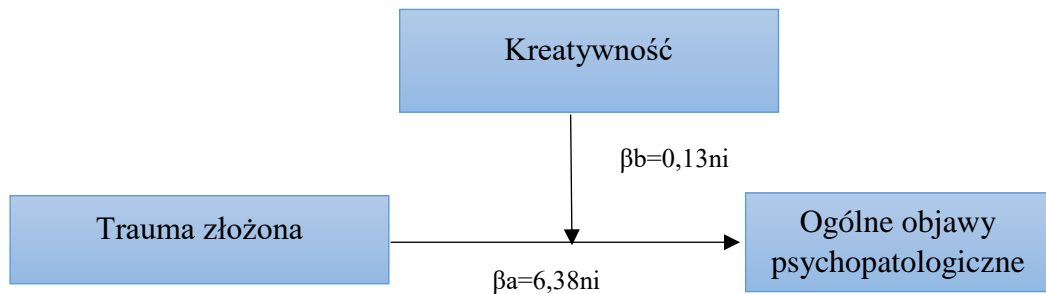 Kreatywność
βb=0,13ni
Trauma złożona
Ogólne objawy
psychopatologiczne
βa=6,38ni